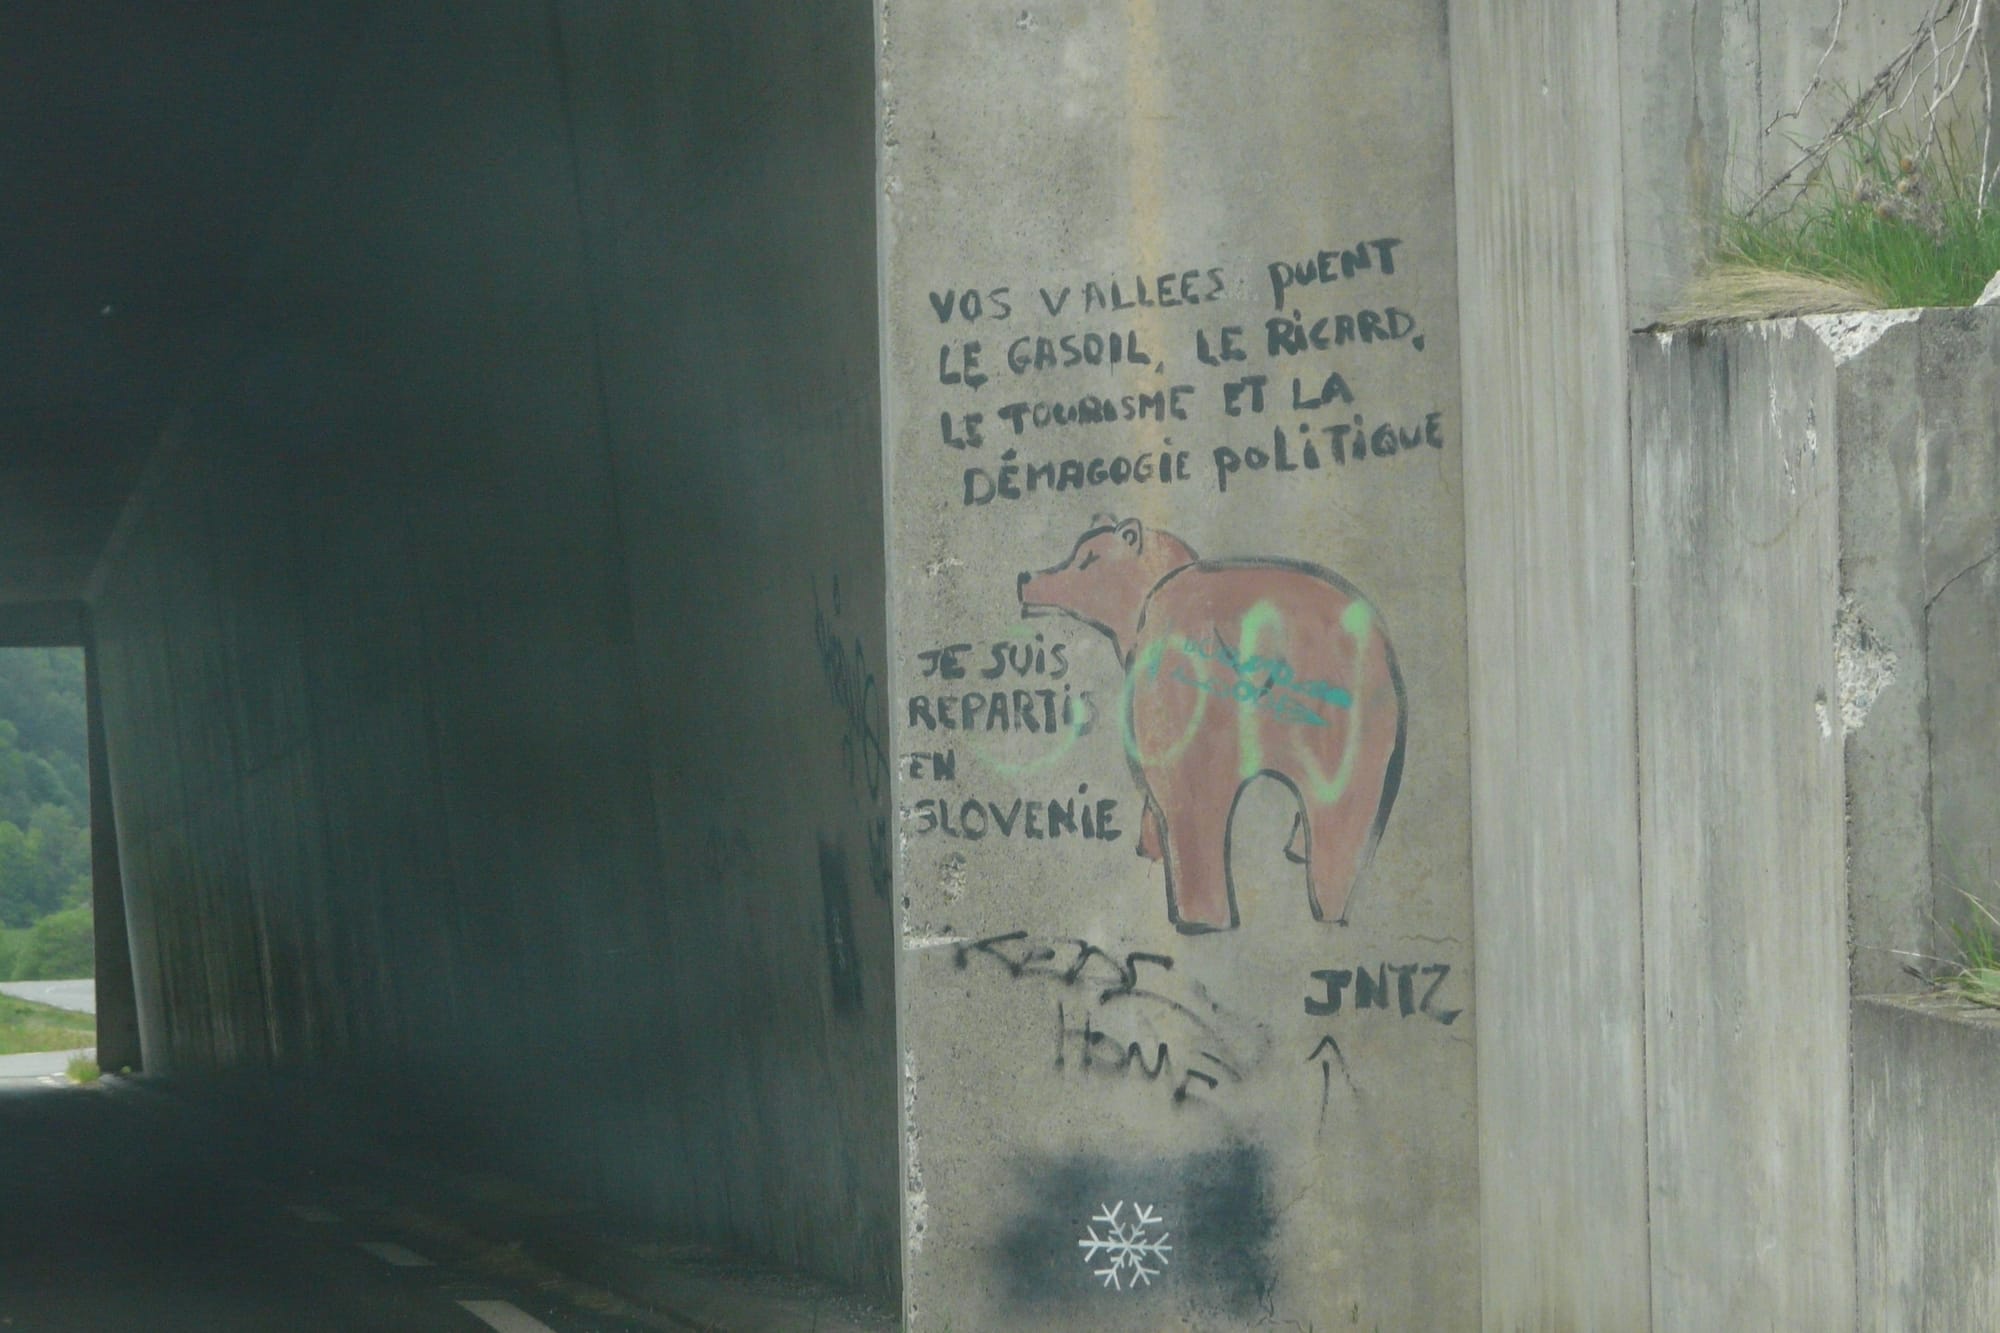 VOS VALLEES PUENT
LE GASOIL, LE RICARD,
LE TOURISME ET LA
DÉMAGOGIE POLITIQUE
JE SUIS
REPARTIS
EN
SLOVENIE
JNTZ